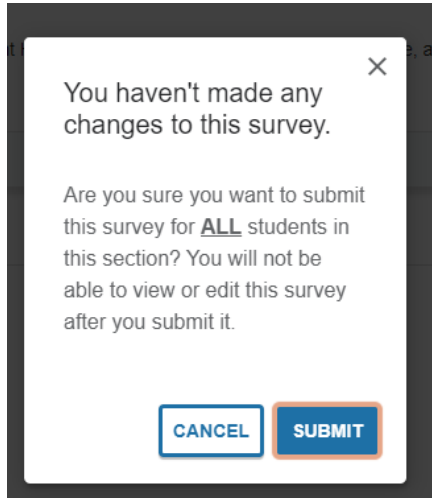 You haven't made any
changes to this survey.
Are you sure you want to submit
this survey for ALL students in
this section? You will not be
able to view or edit this survey
after you submit it.
CANCEL SUBMIT